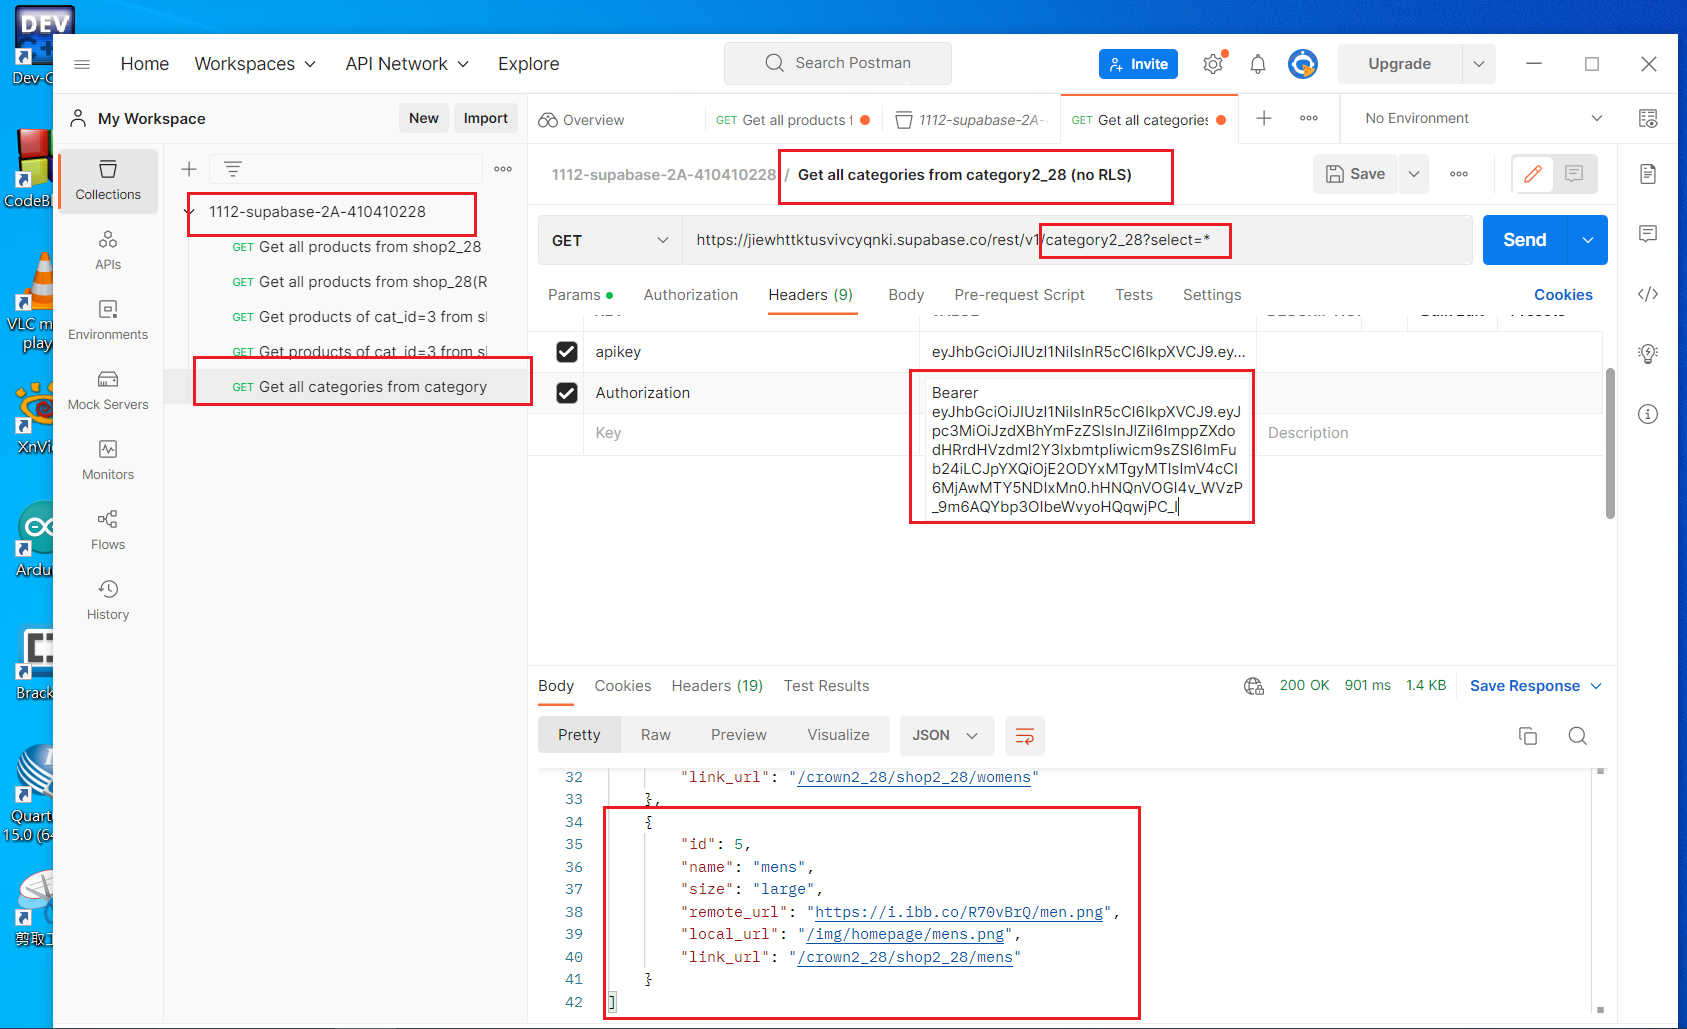 DEV
Dev-C
CodeBl
VLC m
play
XnVi
Ardui
Brack
Quart
15.0 (64
剪取工
Home
Workspaces
API Network
Explore
Search Postman
Invite
Upgrade
My Workspace
New
Import
Overview
GET Get all products f
1112-supabase-2A-
GET Get all categories
No Environment
Collections
APIs
Environments
Mock Servers
Monitors
Flows
History
1112-supabase-2A-410410228
GET Get all products from shop2_28
GET Get all products from shop_28(R
GET Get products of cat_id=3 from sl
GET Get products of cat_id=3 from sl
GET Get all categories from category
1112-supabase-2A-410410228 / Get all categories from category2_28 (no RLS)
Save
GET
https://jiewhttktusvivcyqnki.supabase.co/rest/v1/category2_28?select=*
Send
Params
Authorization
Headers (9)
Body
Pre-request Script
Tests
Settings
Cookies
apikey
eyJhbGciOiJIUzI1NiIsInR5cCI6IkpXVCJ9.ey...
Authorization
Bearer
eyJhbGciOiJIUzI1NiIsInR5cCI6IkpXVCJ9.eyJ
pc3MiOiJzdXBhYmFzZSIsInJlZiI6ImppZXdo
dHRrdHVzdml2Y3lxbmtpIiwicm9sZSI6ImFu
b24iLCJpYXQiOjE2ODYxMTgyMTIsImV4cCI
6MjAwMTY5NDIxMn0.hHNQnVOGI4v_WVzP
_9m6AQYbp3OIbeWvyoHQqwjPC_I
Key
Description
Body
Cookies
Headers (19)
Test Results
200 OK
901 ms
1.4 KB
Save Response
Pretty
Raw
Preview
Visualize
JSON
32 "link_url": "/crown2_28/shop2_28/womens"
33 },
34 {
35 "id": 5,
36 "name": "mens",
37 "size": "large",
38 "remote_url": "https://i.ibb.co/R70vBrQ/men.png",
39 "local_url": "/img/homepage/mens.png",
40 "link_url": "/crown2_28/shop2_28/mens"
41 }
42 ]